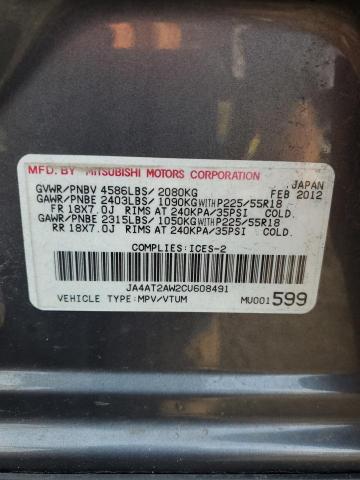 MFD BY MITSUBISHI MOTORS CORPORATION
JAPAN
GVWR/PNBV 4586LBS/ 2080KG FEB 2012
GAWR/PNBE 2403LBS/ 1090KG WITH P225/55R18
FR 18X7.0J RIMS AT 240KPA/35PSI COLD.
GAWR/PNBE 2315LBS/ 1050KG WITH P225/55R18
RR 18X7.0J RIMS AT 240KPA/35PSI COLD.
COMPLIES:ICES-2
JA4AT2AW2CU608491
VEHICLE TYPE:MPV/VTUM MU001599